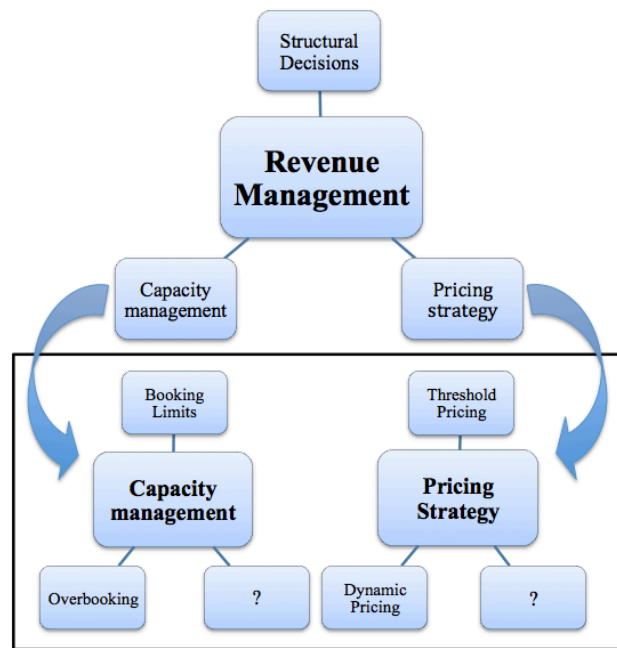 Structural
Decisions
Revenue
Management
Capacity
management
Pricing
strategy
Booking
Limits
Threshold
Pricing
Capacity
management
Pricing
Strategy
Overbooking
?
Dynamic
Pricing
?